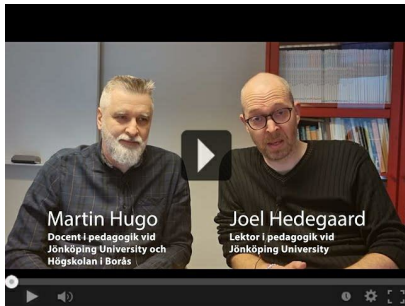 Martin Hugo
Docent i pedagogik vid
Jönköping University och
Högskolan i Borås
Joel Hedegaard
Lektor i pedagogik vid
Jönköping University